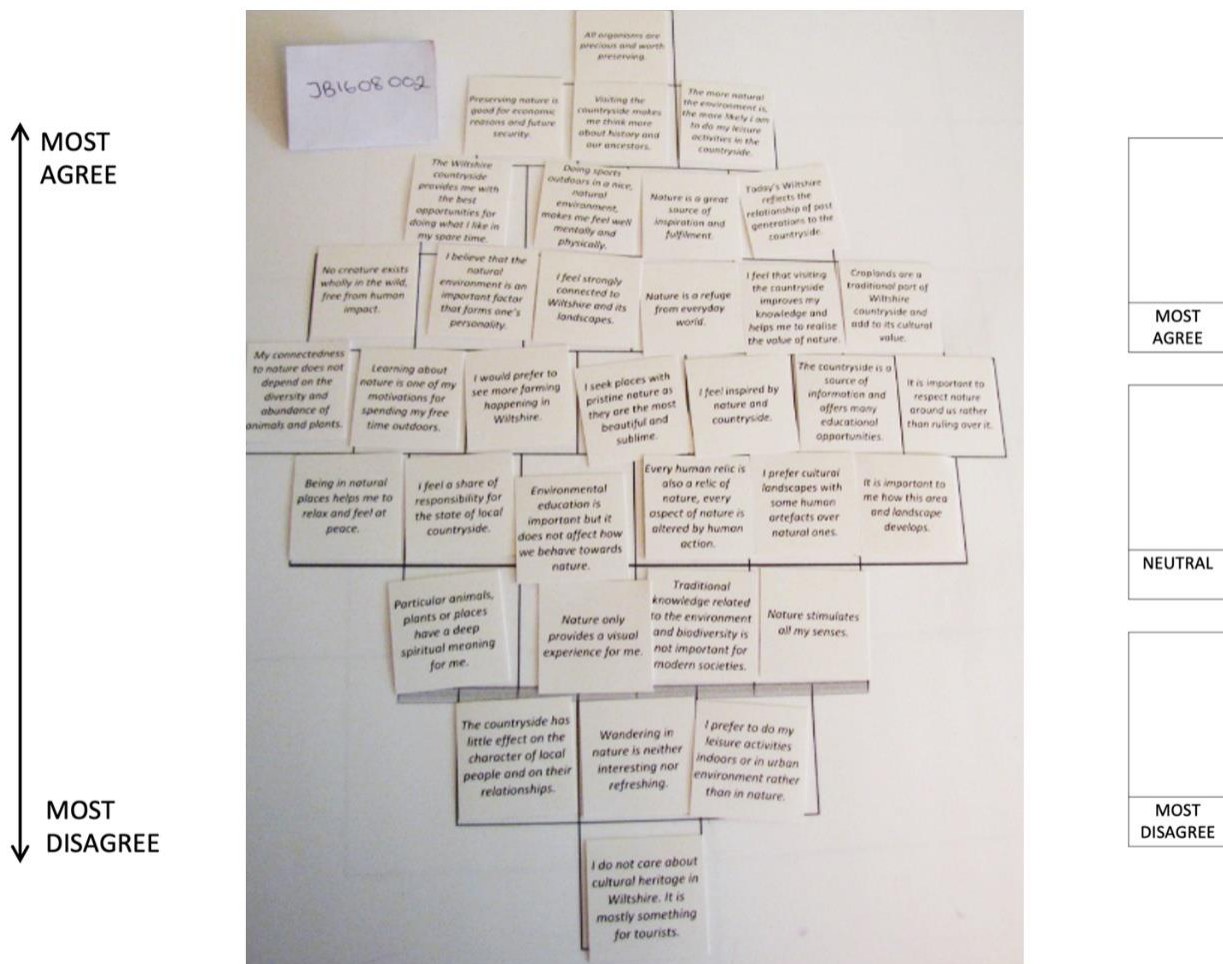 JB1608002
MOST
AGREE
MOST
DISAGREE
All organisms are
precious and worth
preserving.
Preserving nature is
good for economic
reasons and future
security.
Visiting the
countryside makes
me think more
about history and
our ancestors.
The more natural
the environment is,
the more likely I am
to do my leisure
activities in the
countryside.
The Wiltshire
countryside
provides me with
the best
opportunities for
doing what I like in
my spare time.
Doing sports
outdoors in a nice,
natural
environment,
makes me feel well
mentally and
physically.
Nature is a great
source of
inspiration and
fulfilment.
Today's Wiltshire
reflects the
relationship of past
generations to the
countryside.
No creature exists
wholly in the wild,
free from human
impact.
I believe that the
natural
environment is an
important factor
that forms one's
personality.
I feel strongly
connected to
Wiltshire and its
landscapes.
Nature is a refuge
from everyday
world.
I feel that visiting
the countryside
improves my
knowledge and
helps me to realise
the value of nature.
Croplands are a
traditional part of
Wiltshire
countryside and
add to its cultural
value.
My connectedness
to nature does not
depend on the
diversity and
abundance of
animals and plants.
Learning about
nature is one of my
motivations for
spending my free
time outdoors.
I would prefer to
see more farming
happening in
Wiltshire.
I seek places with
pristine nature as
they are the most
beautiful and
sublime.
I feel inspired by
nature and
countryside.
The countryside is a
source of
information and
offers many
educational
opportunities.
It is important to
respect nature
around us rather
than ruling over it.
Being in natural
places helps me to
relax and feel at
peace.
I feel a share of
responsibility for
the state of local
countryside.
Environmental
education is
important but it
does not affect how
we behave towards
nature.
Every human relic is
also a relic of
nature, every
aspect of nature is
altered by human
action.
I prefer cultural
landscapes with
some human
artefacts over
natural ones.
It is important to
me how this area
and landscape
develops.
Particular animals,
plants or places
have a deep
spiritual meaning
for me.
Nature only
provides a visual
experience for me.
Traditional
knowledge related
to the environment
and biodiversity is
not important for
modern societies.
Nature stimulates
all my senses.
The countryside has
little effect on the
character of local
people and on their
relationships.
Wandering in
nature is neither
interesting nor
refreshing.
I prefer to do my
leisure activities
indoors or in urban
environment rather
than in nature.
I do not care about
cultural heritage in
Wiltshire. It is
mostly something
for tourists.
MOST
AGREE
NEUTRAL
MOST
DISAGREE